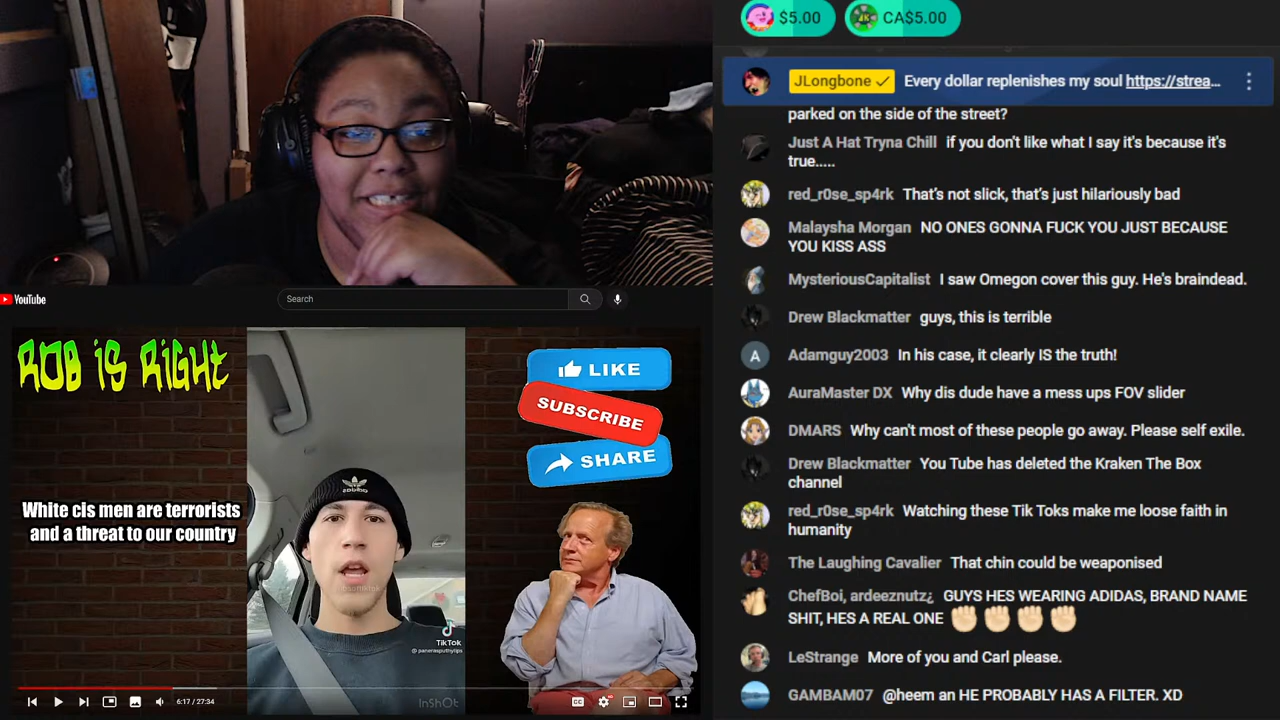 $5.00
CA$5.00
JLongbone ✓ Every dollar replenishes my soul https://strea...
parked on the side of the street?
Just A Hat Tryna Chill if you don't like what I say it's because it's
true.....
red_r0se_sp4rk That's not slick, that's just hilariously bad
Malaysha Morgan NO ONES GONNA FUCK YOU JUST BECAUSE
YOU KISS ASS
MysteriousCapitalist I saw Omegon cover this guy. He's braindead.
Drew Blackmatter guys, this is terrible
A
Adamguy2003 In his case, it clearly IS the truth!
AuraMaster DX Why dis dude have a mess ups FOV slider
DMARS Why can't most of these people go away. Please self exile.
Drew Blackmatter You Tube has deleted the Kraken The Box
channel
red_r0se_sp4rk Watching these Tik Toks make me loose faith in
humanity
The Laughing Cavalier That chin could be weaponised
ChefBoi, ardeeznutz¿ GUYS HES WEARING ADIDAS, BRAND NAME
SHIT, HES A REAL ONE ✊🏼✊🏼✊🏼✊🏼
LeStrange More of you and Carl please.
GAMBAM07 @heem an HE PROBABLY HAS A FILTER. XD
YouTube
Search
ROB iS RiGHt
White cis men are terrorists
and a threat to our country
LIKE
SUBSCRIBE
SHARE
adidas
TikTok
InShOt
6:17 / 27:34